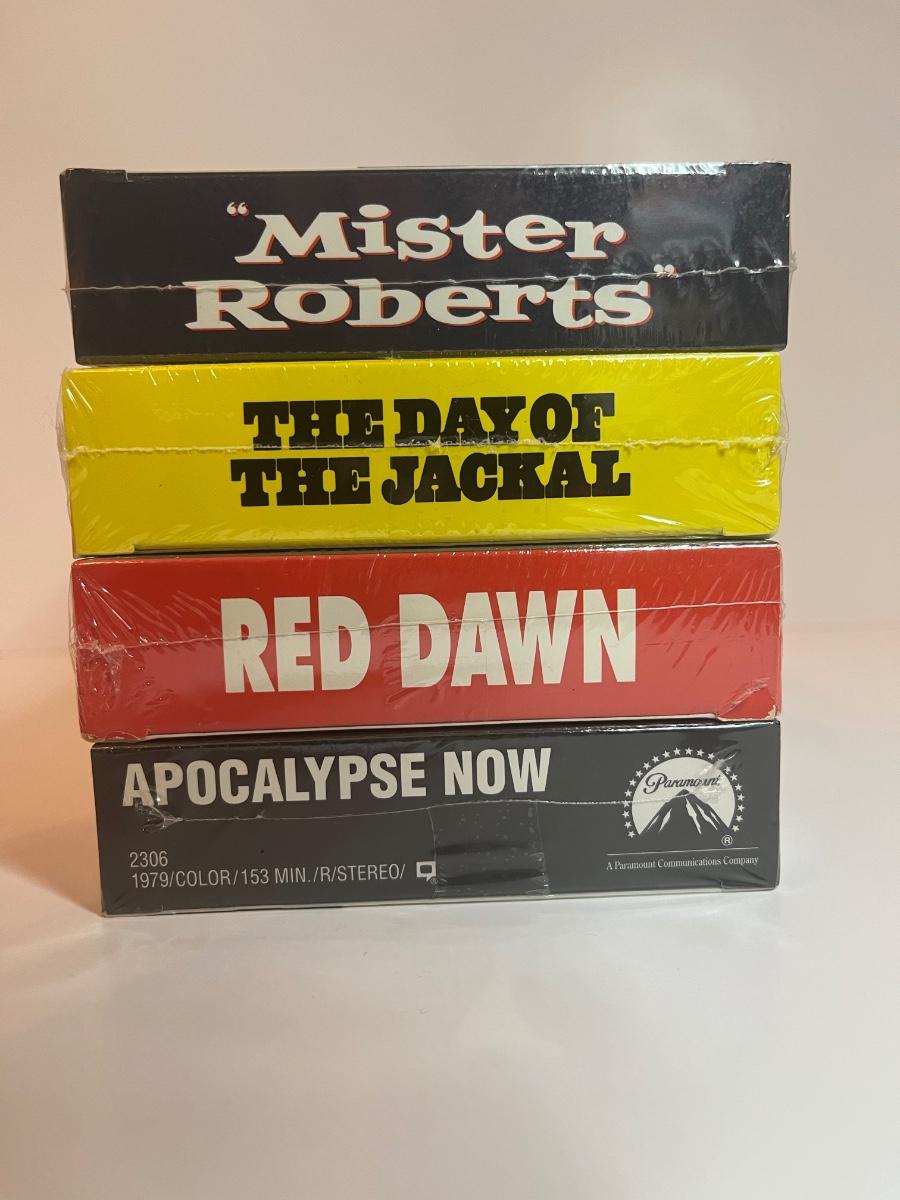 “Mister
Roberts”
THE DAY OF
THE JACKAL
RED DAWN
APOCALYPSE NOW
Paramount
®
2306
1979/COLOR/153 MIN./R/STEREO/
A Paramount Communications Company